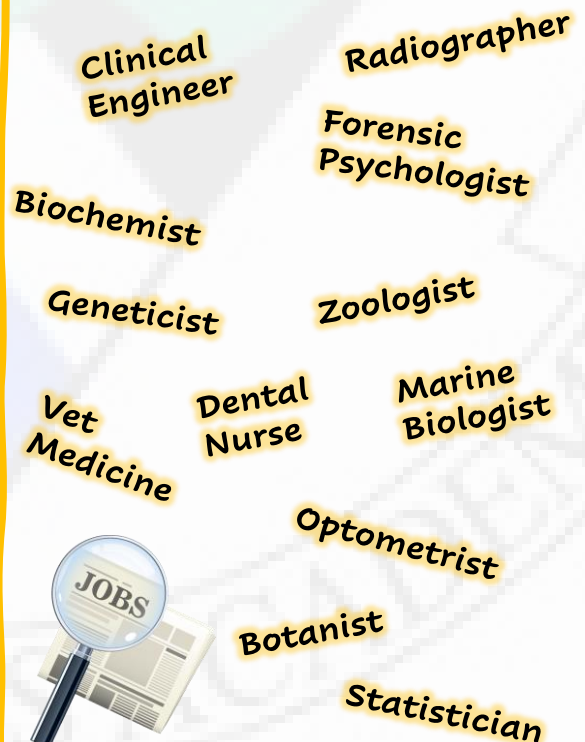 Clinical
Engineer
Radiographer
Forensic
Psychologist
Biochemist
Geneticist
Zoologist
Vet
Medicine
Dental
Nurse
Marine
Biologist
Optometrist
JOBS
Botanist
Statistician